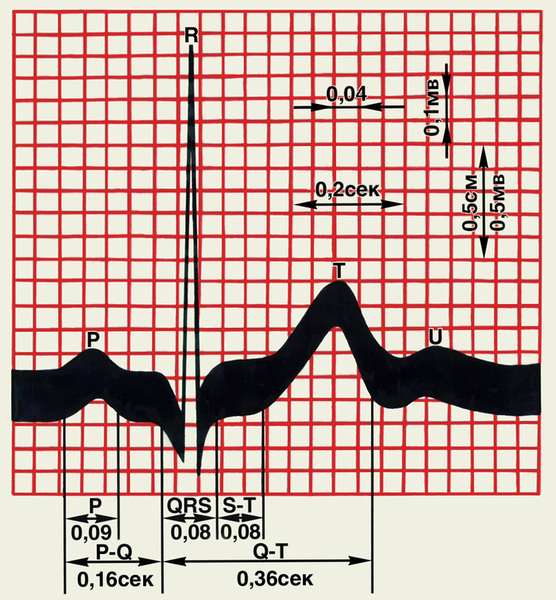 R
0,04
0,1мв
0,2сек
0,5см
0,5мв
T
P
U
P
QRS
S-T
0,09
0,08
0,08
P-Q
Q-T
0,16сек
0,36сек